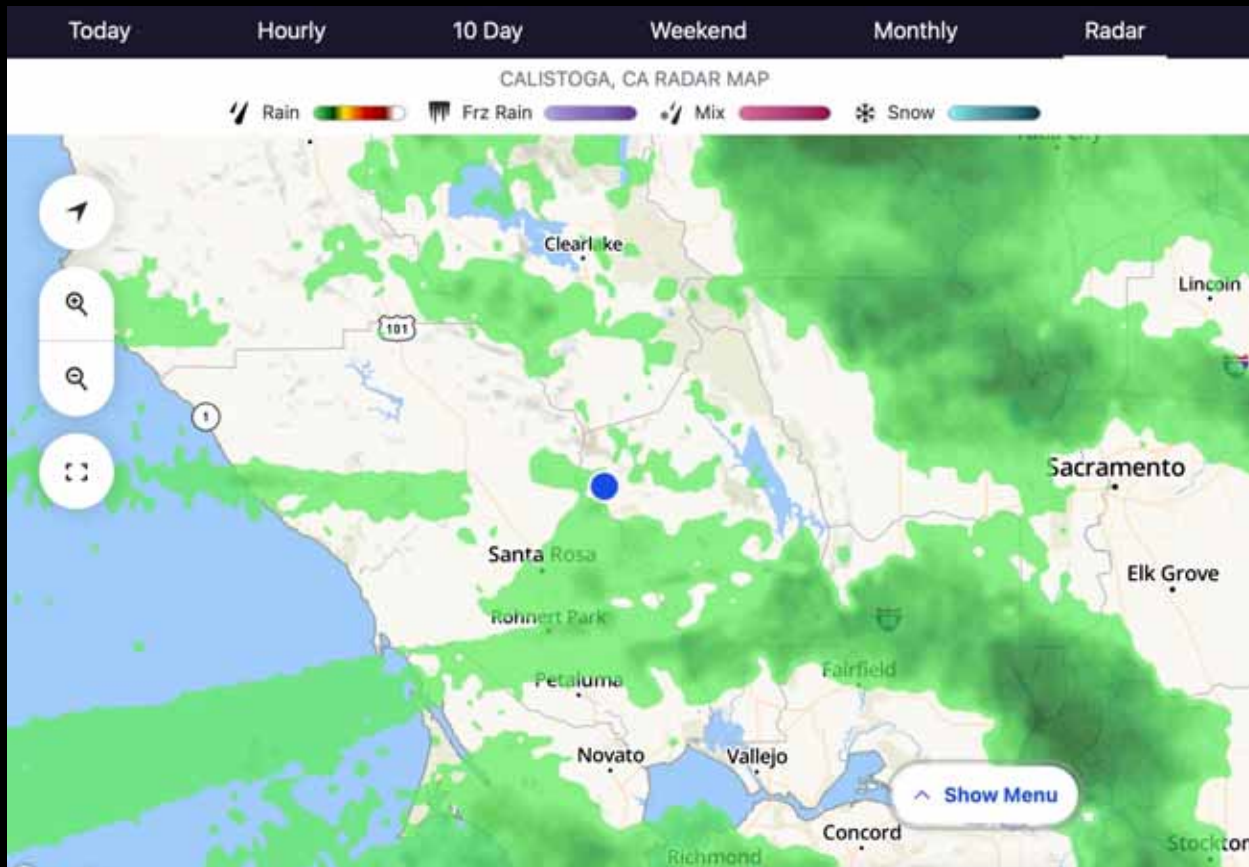 Today Hourly 10 Day Weekend Monthly Radar
CALISTOGA, CA RADAR MAP
Rain Frz Rain Mix Snow
Clearlake
Lincoln
101
1
Sacramento
Santa Rosa
Elk Grove
Rohnert Park
Fairfield
Petaluma
Novato
Vallejo
Show Menu
Concord
Richmond
Stockton